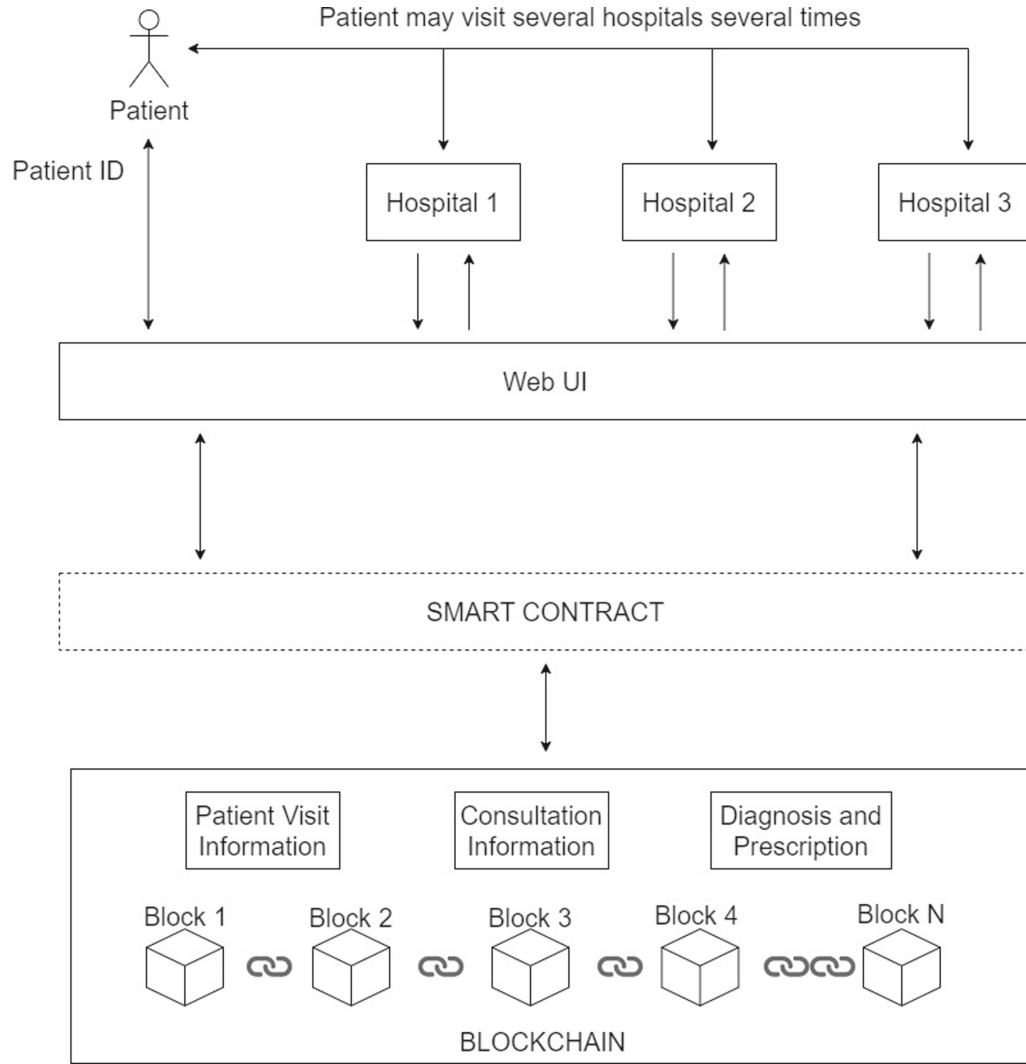 Patient may visit several hospitals several times
Patient
Patient ID
Hospital 1
Hospital 2
Hospital 3
Web UI
SMART CONTRACT
Patient Visit
Information
Consultation
Information
Diagnosis and
Prescription
Block 1
Block 2
Block 3
Block 4
Block N
BLOCKCHAIN